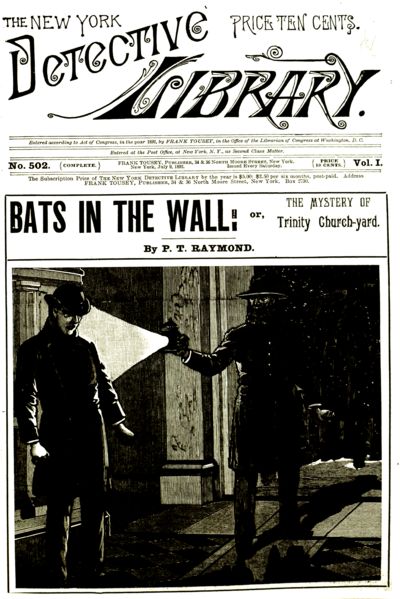 THE NEW YORK PRICE TEN CENTS.
Detective
LIBRARY.
Entered according to Act of Congress, in the year 1892, by FRANK TOUSEY, in the Office of the Librarian of Congress at Washington, D. C.
Entered at the Post Office, at New York, N. Y., as Second Class Matter.
No. 502. {COMPLETE.} FRANK TOUSEY, PUBLISHER, 34 & 36 NORTH MOORE STREET, NEW YORK. {PRICE} Vol. I.
New York, July 9, 1892. Issued Every Saturday. {10 CENTS.}
The Subscription Price of THE NEW YORK DETECTIVE LIBRARY by the year is $5.00; $2.50 per six months, post-paid. Address
FRANK TOUSEY, PUBLISHER, 34 & 36 North Moore Street, New York. Box 2730.
BATS IN THE WALL; or, THE MYSTERY OF
Trinity Church-yard.
By P. T. RAYMOND.